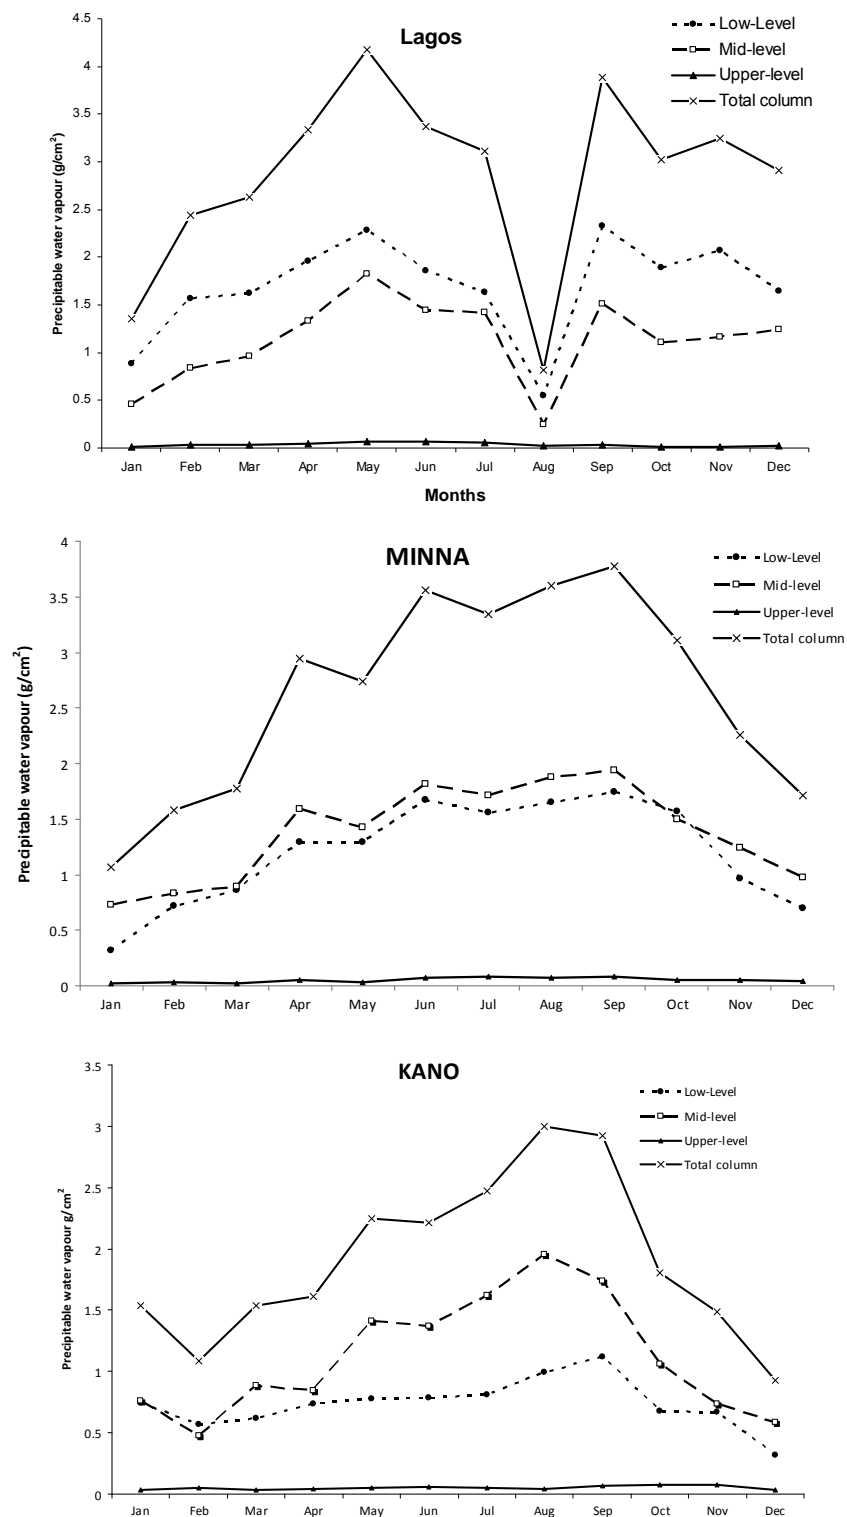 Lagos
Low-Level
Mid-level
Upper-level
Total column
Precipitable water vapour (g/cm²)
4.5
4
3.5
3
2.5
2
1.5
1
0.5
0
Jan Feb Mar Apr May Jun Jul Aug Sep Oct Nov Dec
Months
MINNA
Low-Level
Mid-level
Upper-level
Total column
Precipitable water vapour (g/cm²)
4
3.5
3
2.5
2
1.5
1
0.5
0
Jan Feb Mar Apr May Jun Jul Aug Sep Oct Nov Dec
KANO
Low-Level
Mid-level
Upper-level
Total column
Precipitable water vapour g/cm²
3.5
3
2.5
2
1.5
1
0.5
0
Jan Feb Mar Apr May Jun Jul Aug Sep Oct Nov Dec